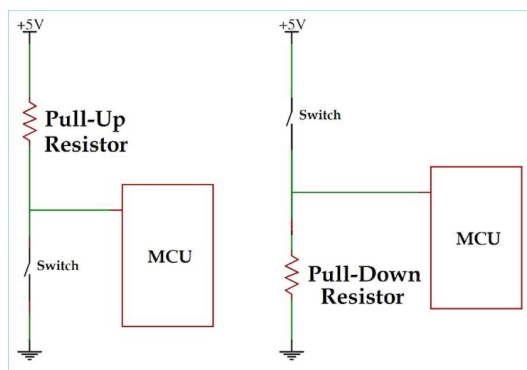 +5V
Pull-Up
Resistor
Switch
MCU
+5V
Switch
MCU
Pull-Down
Resistor